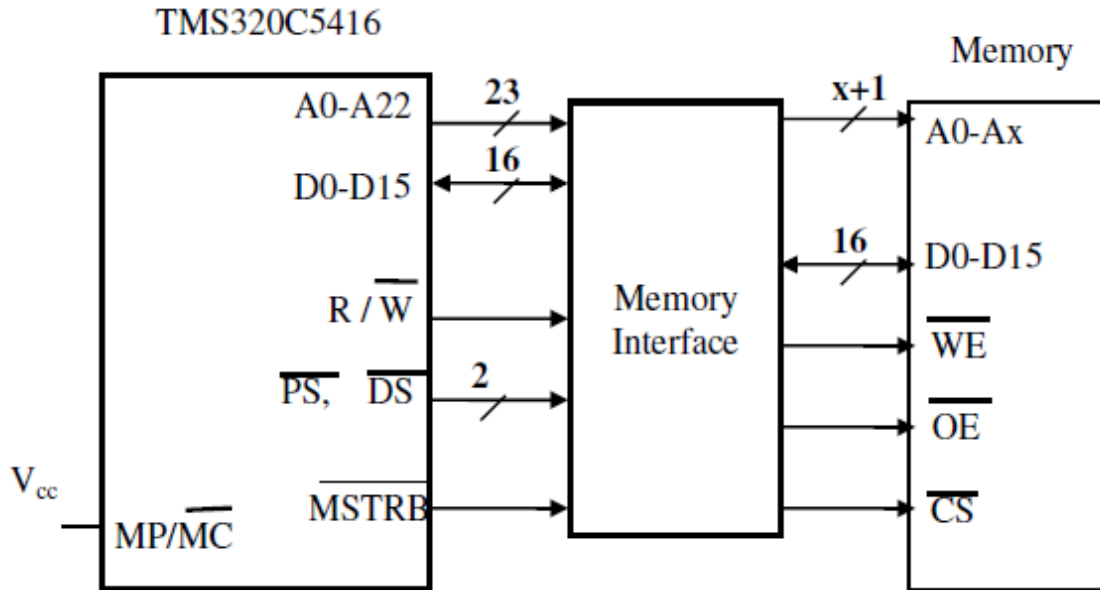 TMS320C5416
Memory
A0-A22
23
x+1
A0-Ax
D0-D15
16
16
D0-D15
R / W
Memory
Interface
WE
PS, DS
2
OE
Vcc
MP/MC
MSTRB
CS